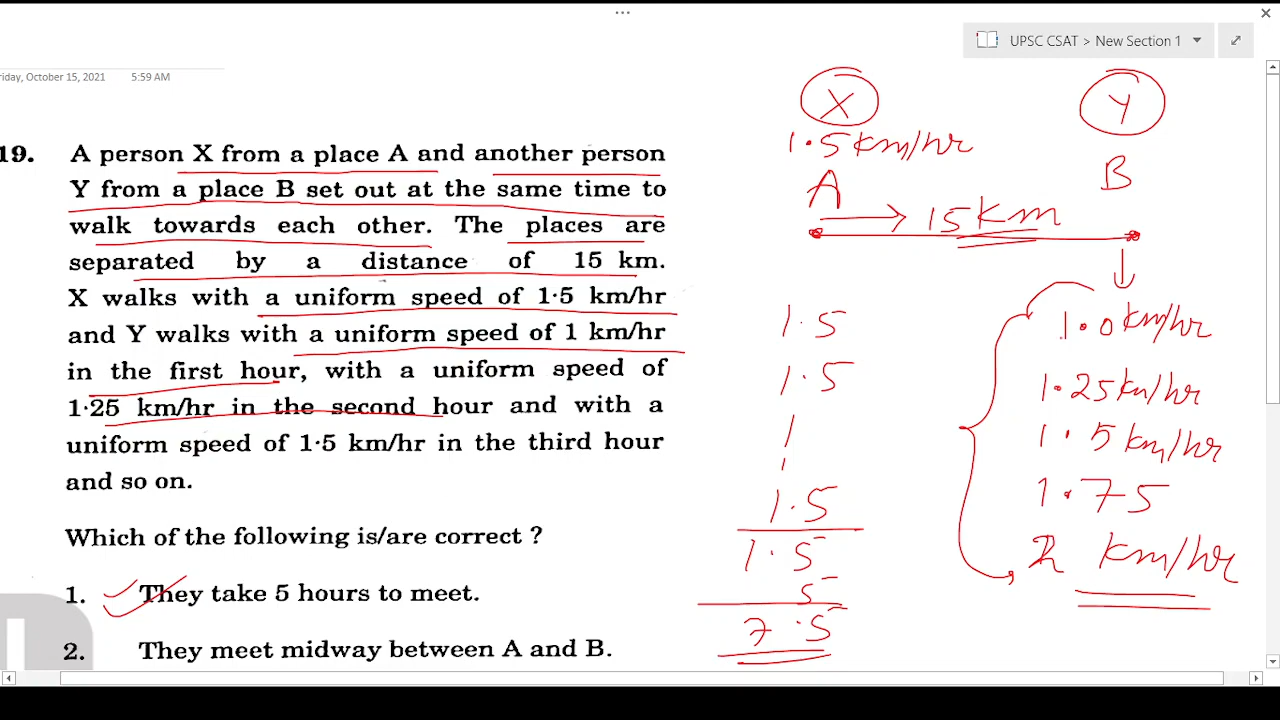 ...
UPSC CSAT > New Section 1
riday, October 15, 2021 5:59 AM
19. A person X from a place A and another person
Y from a place B set out at the same time to
walk towards each other. The places are
separated by a distance of 15 km.
X walks with a uniform speed of 1·5 km/hr
and Y walks with a uniform speed of 1 km/hr
in the first hour, with a uniform speed of
1·25 km/hr in the second hour and with a
uniform speed of 1·5 km/hr in the third hour
and so on.
Which of the following is/are correct ?
1. They take 5 hours to meet.
2. They meet midway between A and B.
X
Y
1.5 km/hr
A
B
15 km
1.5
1.5
1
1
1.5
1.5
5
7.5
1.0 km/hr
1.25 km/hr
1.5 km/hr
1.75
2 km/hr